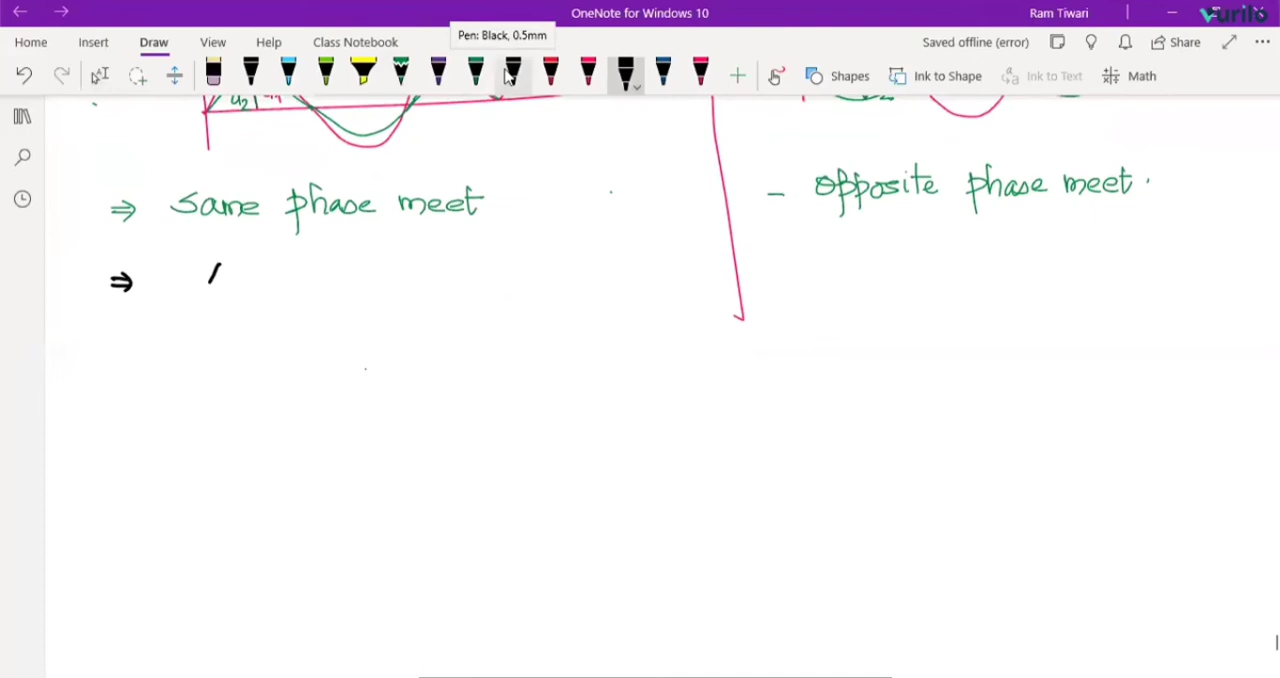 OneNote for Windows 10
Ram Tiwari
vurilo
Pen: Black, 0.5mm
Home Insert Draw View Help Class Notebook
Saved offline (error) Share
Shapes Ink to Shape Ink to Text Math
⇒ Same phase meet
- opposite phase meet.
⇒